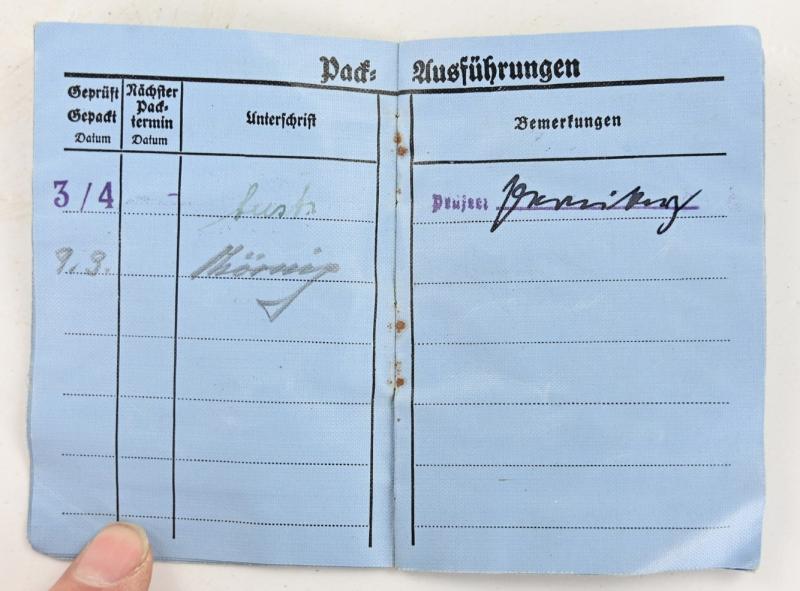 Pack- Ausführungen
Geprüft
Gepackt
Datum
Nächster
Pack-
termin
Datum
Unterschrift
Bemerkungen
3/4 -
Prüfer:
9.3.